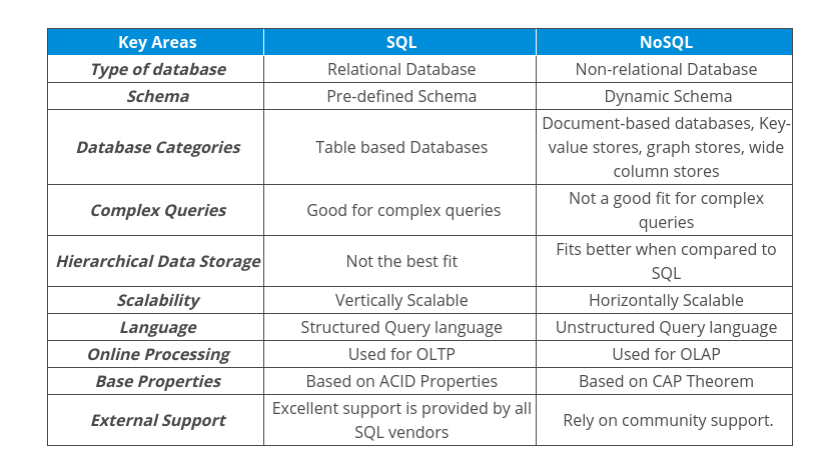 Key Areas SQL NoSQL
Type of database Relational Database Non-relational Database
Schema Pre-defined Schema Dynamic Schema
Database Categories Table based Databases Document-based databases, Key-
value stores, graph stores, wide
column stores
Complex Queries Good for complex queries Not a good fit for complex
queries
Hierarchical Data Storage Not the best fit Fits better when compared to
SQL
Scalability Vertically Scalable Horizontally Scalable
Language Structured Query language Unstructured Query language
Online Processing Used for OLTP Used for OLAP
Base Properties Based on ACID Properties Based on CAP Theorem
External Support Excellent support is provided by all
SQL vendors Rely on community support.